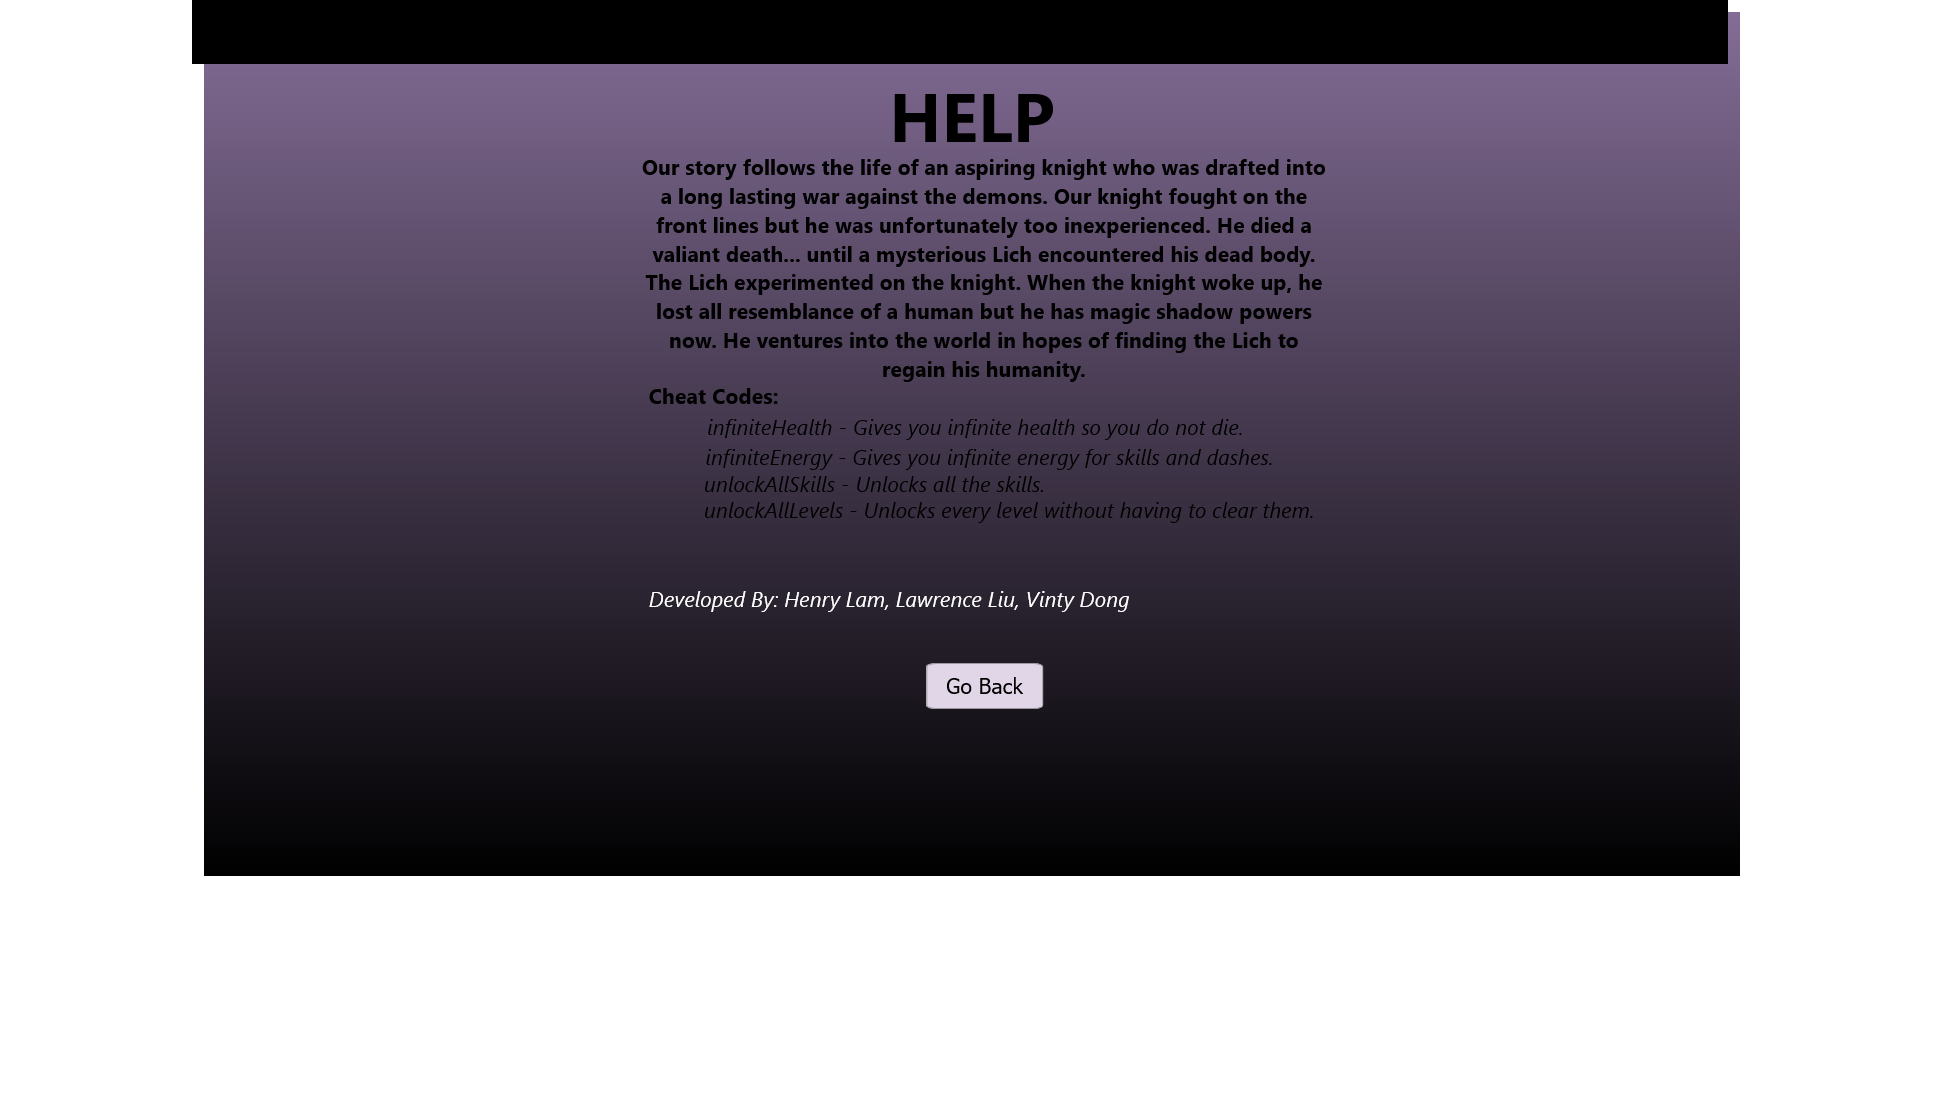 HELP
Our story follows the life of an aspiring knight who was drafted into
a long lasting war against the demons. Our knight fought on the
front lines but he was unfortunately too inexperienced. He died a
valiant death... until a mysterious Lich encountered his dead body.
The Lich experimented on the knight. When the knight woke up, he
lost all resemblance of a human but he has magic shadow powers
now. He ventures into the world in hopes of finding the Lich to
regain his humanity.
Cheat Codes:
infiniteHealth - Gives you infinite health so you do not die.
infiniteEnergy - Gives you infinite energy for skills and dashes.
unlockAllSkills - Unlocks all the skills.
unlockAllLevels - Unlocks every level without having to clear them.
Developed By: Henry Lam, Lawrence Liu, Vinty Dong
Go Back